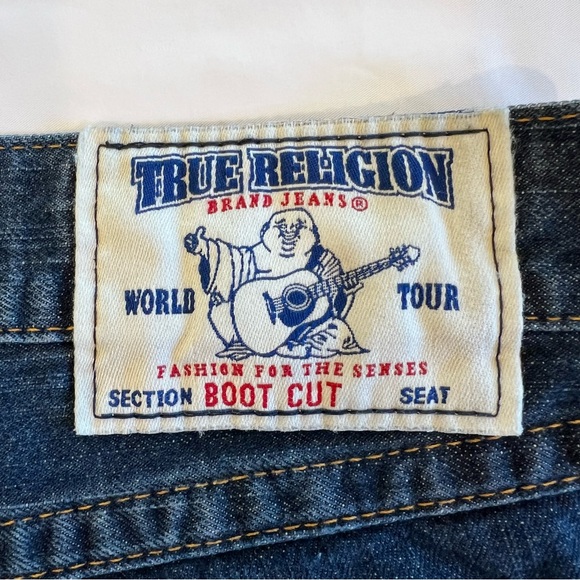 TRUE RELIGION
BRAND JEANS®
WORLD TOUR
FASHION FOR THE SENSES
SECTION BOOT CUT SEAT